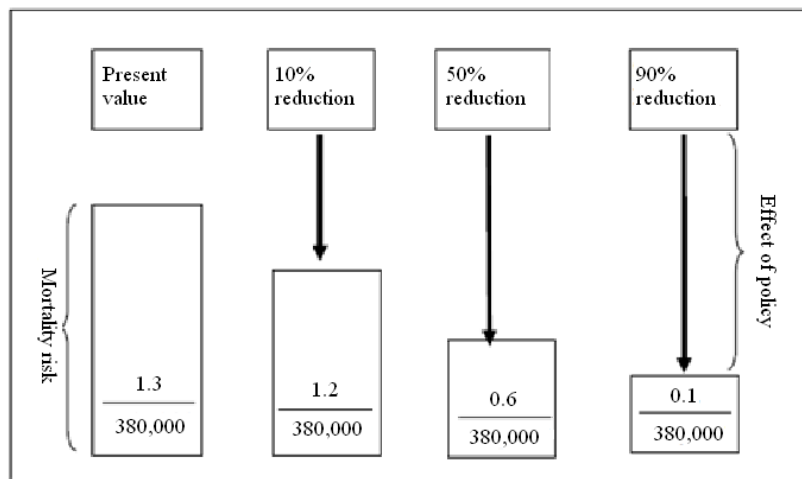 Present
value
10%
reduction
50%
reduction
90%
reduction
Mortality risk
Effect of policy
1.3
380,000
1.2
380,000
0.6
380,000
0.1
380,000